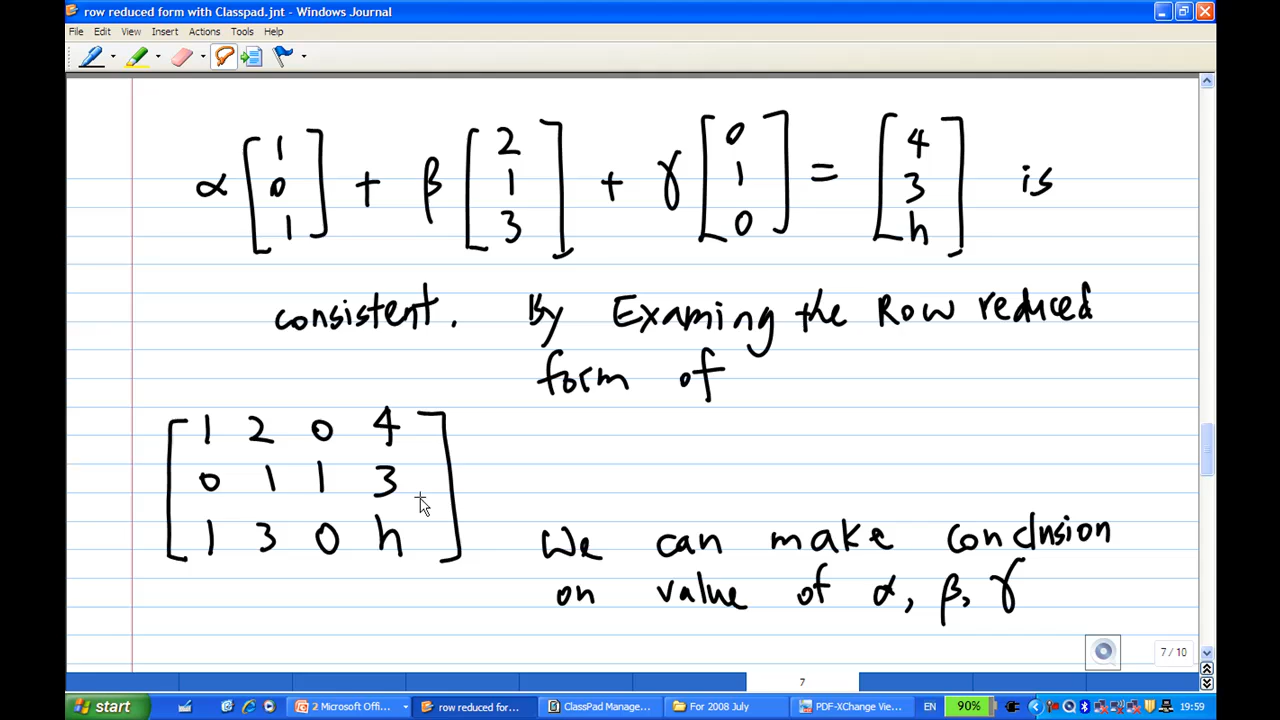 row reduced form with Classpad.jnt - Windows Journal
File Edit View Insert Actions Tools Help
α [1 0 1] + β [2 1 3] + γ [0 1 0] = [4 3 h] is
consistent. By Examing the Row reduced
form of
1 2 0 4
0 1 1 3
1 3 0 h
We can make conclusion
on value of α, β, γ
7 / 10
7
start 2 Microsoft Offi... row reduced for m... ClassPad Manage... For 2008 July PDF-XChange Vie... EN 90% 19:59